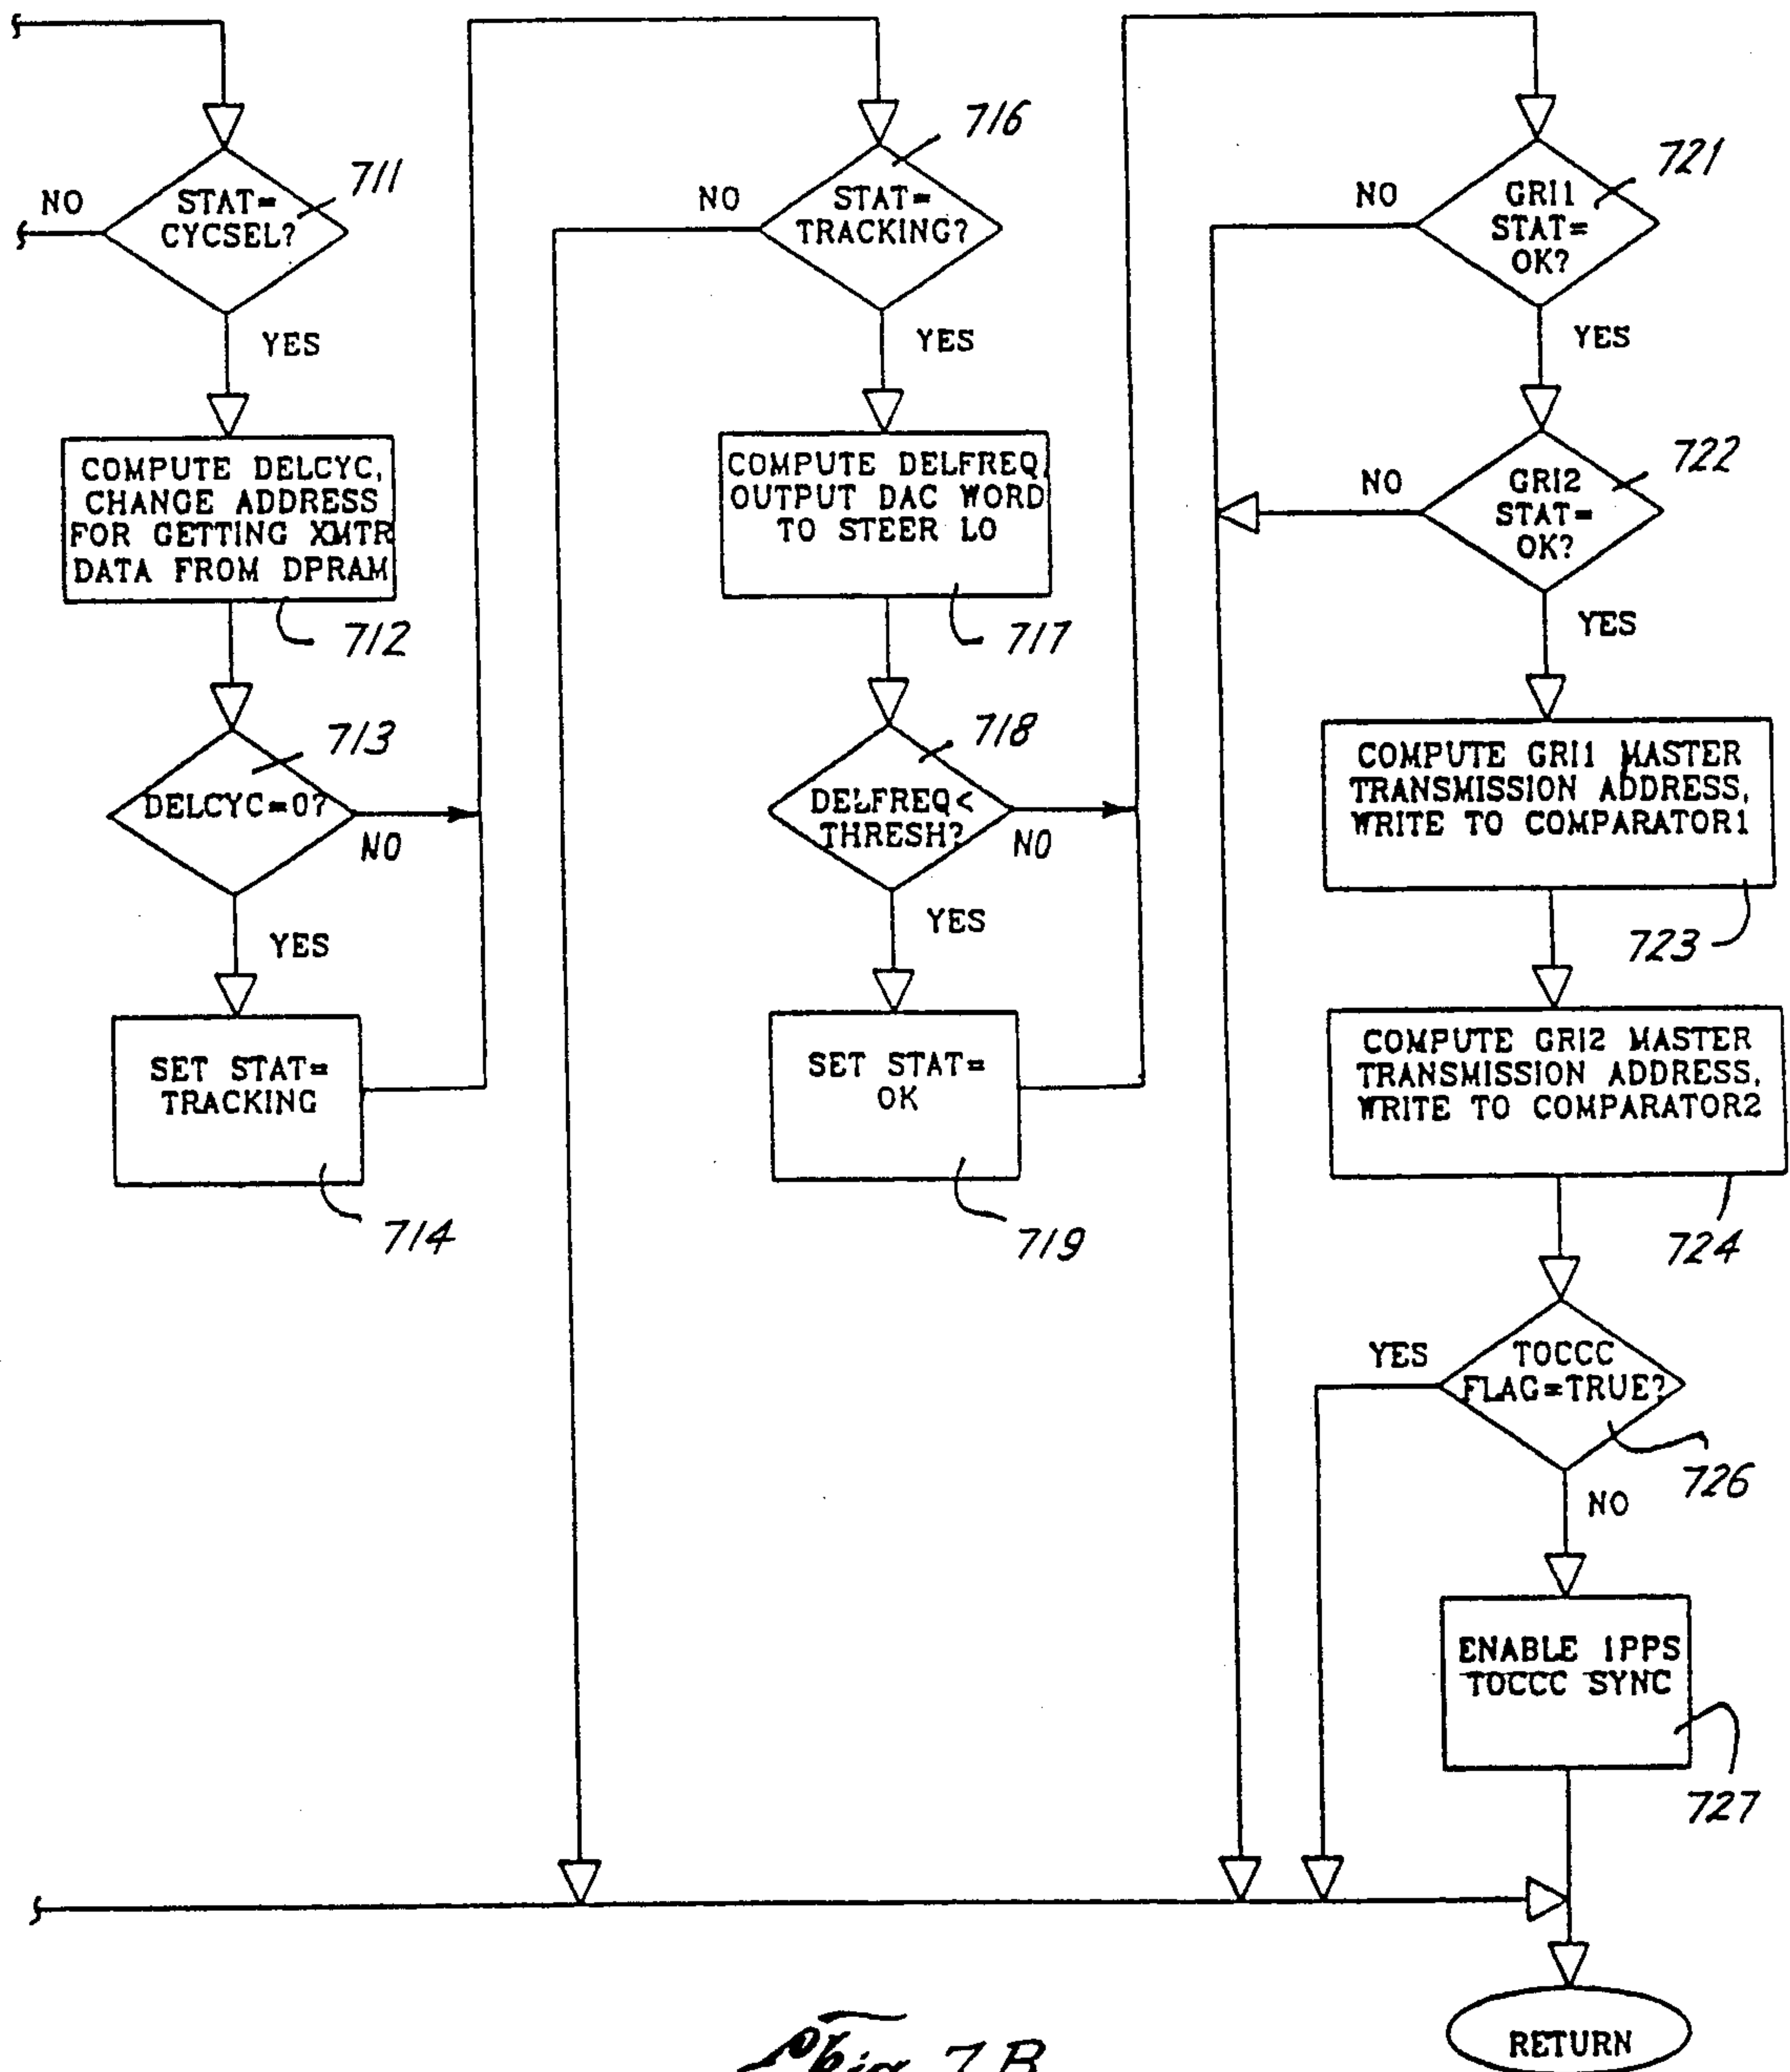 STAT=
CYCSEL?
711
NO
YES
COMPUTE DELCYC,
CHANGE ADDRESS
FOR GETTING XMTR
DATA FROM DPRAM
712
DELCYC=0?
713
NO
YES
SET STAT=
TRACKING
714
STAT=
TRACKING?
716
NO
YES
COMPUTE DELFREQ,
OUTPUT DAC WORD
TO STEER LO
717
DELFREQ<
THRESH?
718
NO
YES
SET STAT=
OK
719
GRI1
STAT=
OK?
721
NO
YES
GRI2
STAT=
OK?
722
NO
YES
COMPUTE GRI1 MASTER
TRANSMISSION ADDRESS,
WRITE TO COMPARATOR1
723
COMPUTE GRI2 MASTER
TRANSMISSION ADDRESS,
WRITE TO COMPARATOR2
724
TOCCC
FLAG=TRUE?
726
YES
NO
ENABLE 1PPS
TOCCC SYNC
727
RETURN
Fig 7B